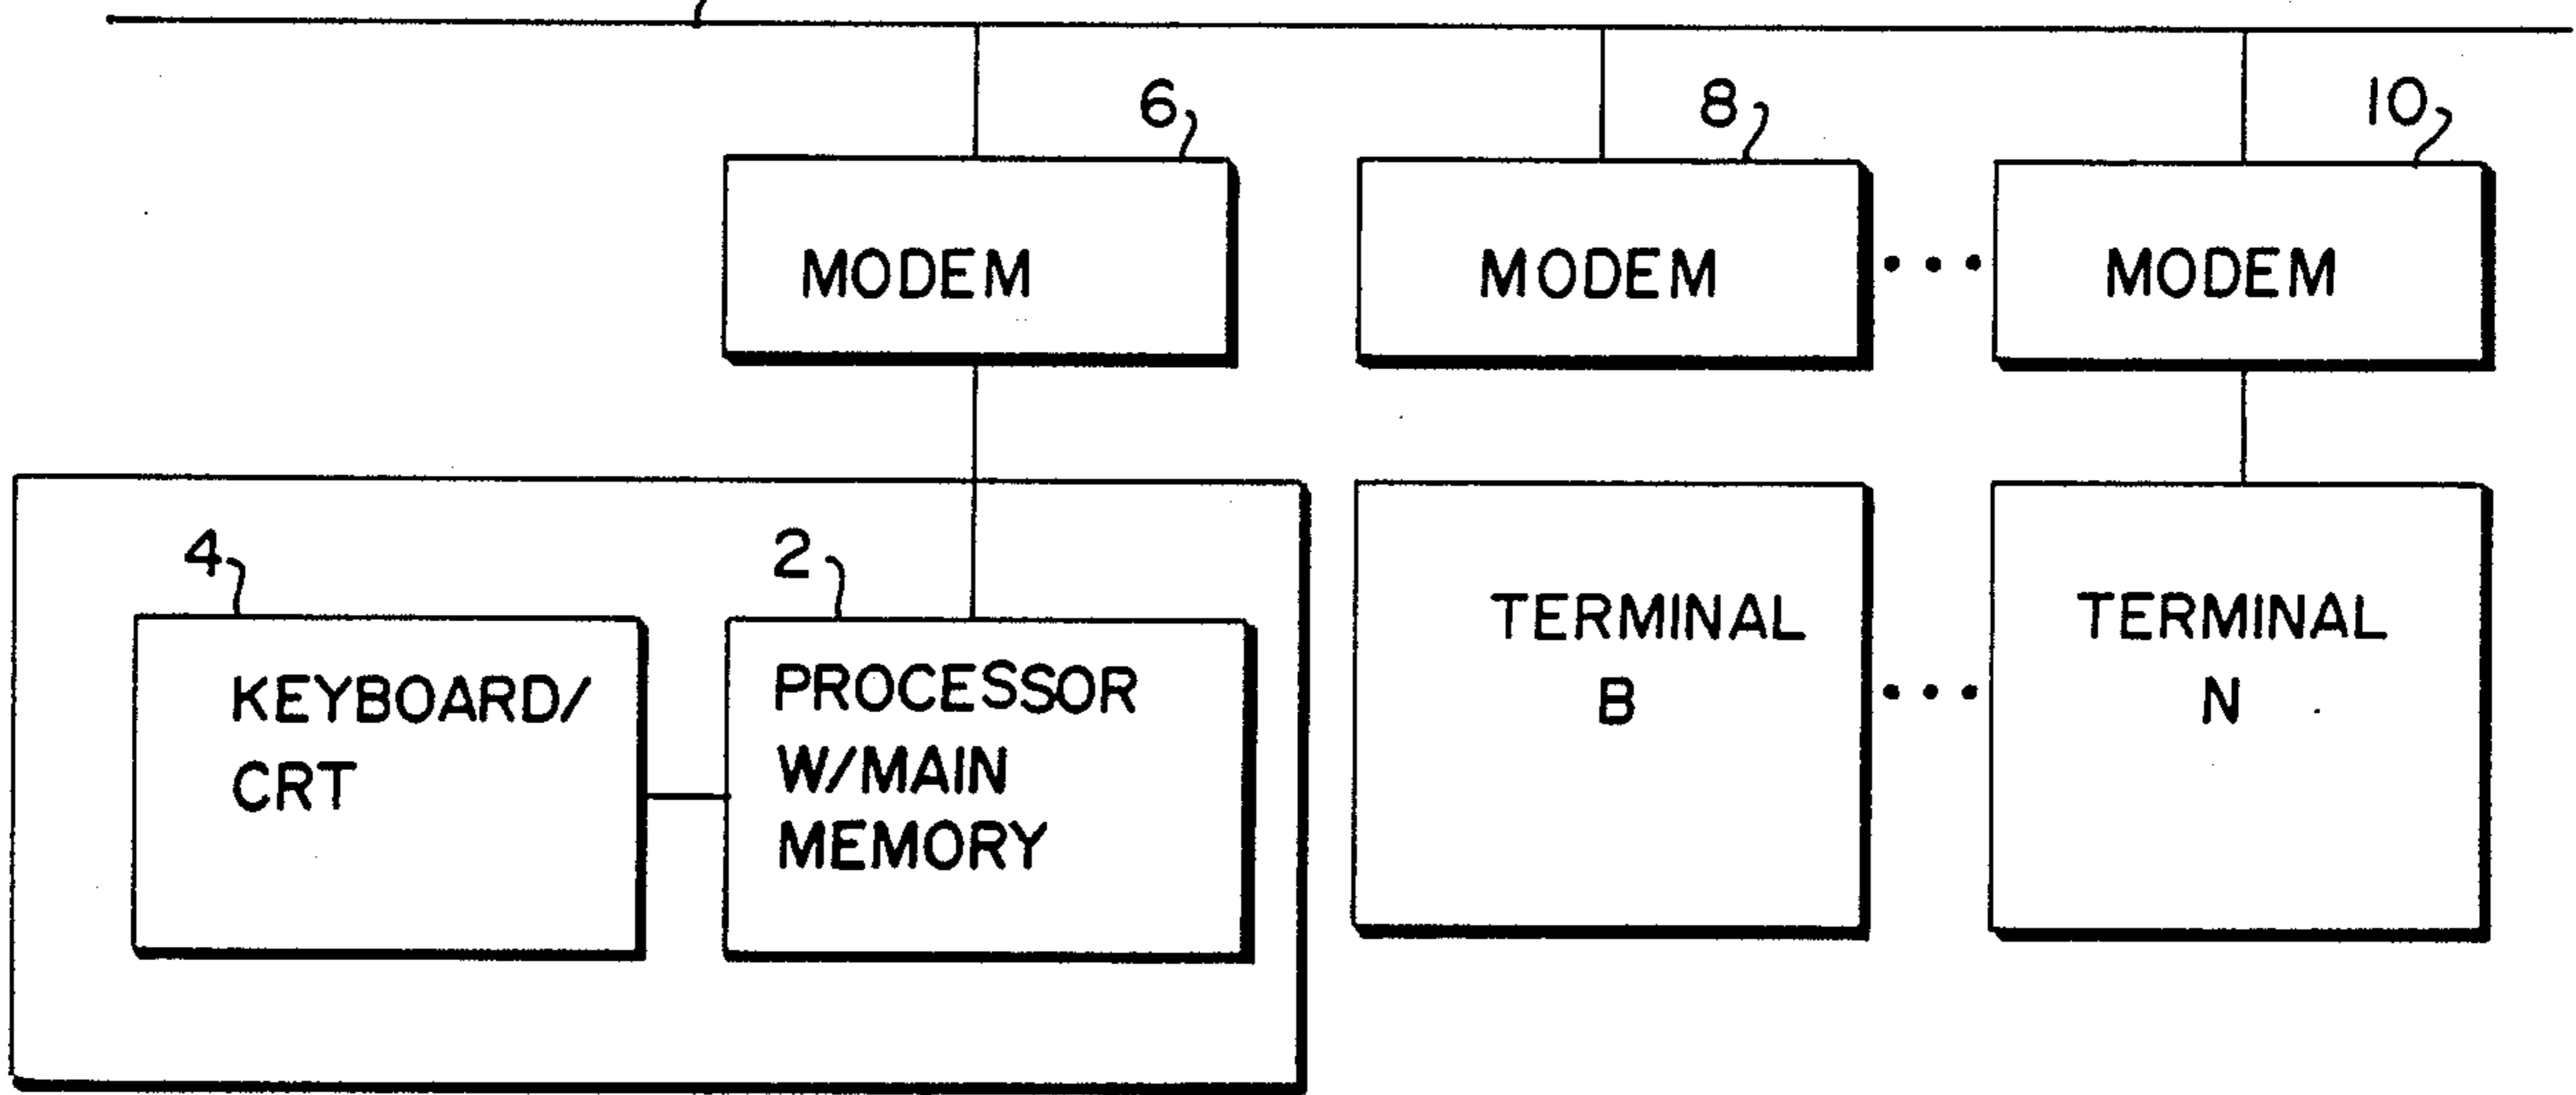 6
8
10
MODEM
MODEM
MODEM
4
2
KEYBOARD/
CRT
PROCESSOR
W/MAIN
MEMORY
TERMINAL
B
TERMINAL
N